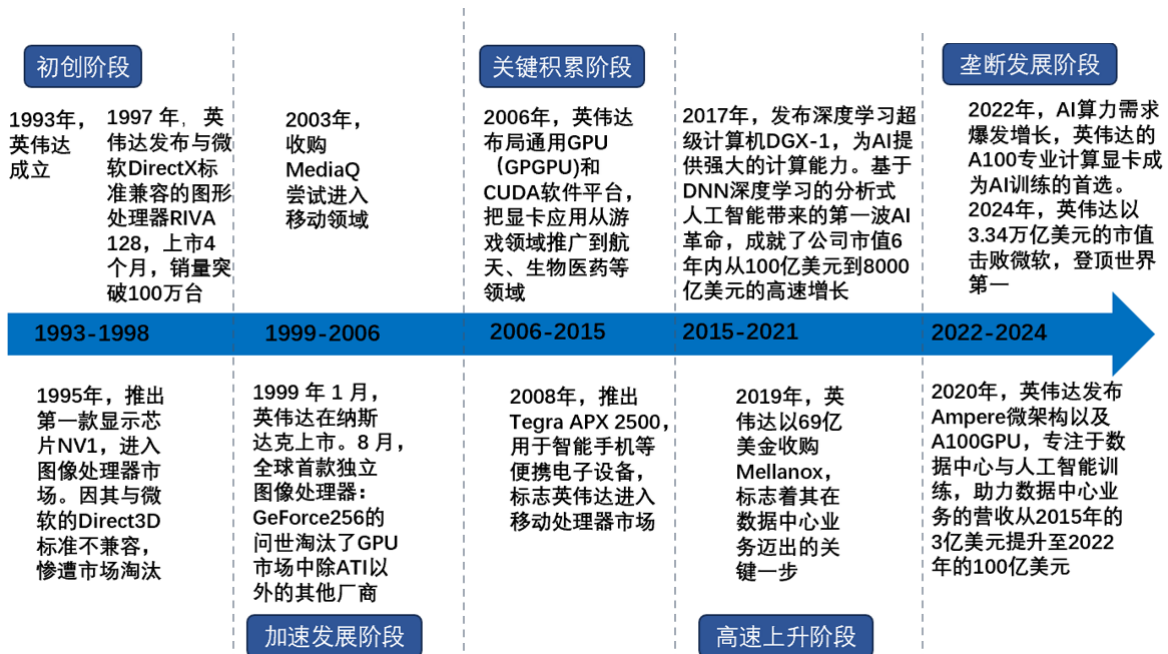 初创阶段
1993年，
英伟达
成立
1997 年，英
伟达发布与微
软DirectX标
准兼容的图形
处理器RIVA
128，上市4
个月，销量突
破100万台
2003年，
收购
MediaQ
尝试进入
移动领域
关键积累阶段
2006年，英伟达
布局通用GPU
（GPGPU)和
CUDA软件平台，
把显卡应用从游
戏领域推广到航
天、生物医药等
领域
2017年，发布深度学习超
级计算机DGX-1，为AI提
供强大的计算能力。基于
DNN深度学习的分析式
人工智能带来的第一波AI
革命，成就了公司市值6
年内从100亿美元到8000
亿美元的高速增长
垄断发展阶段
2022年，AI算力需求
爆发增长，英伟达的
A100专业计算显卡成
为AI训练的首选。
2024年，英伟达以
3.34万亿美元的市值
击败微软，登顶世界
第一
1993-1998
1999-2006
2006-2015
2015-2021
2022-2024
1995年，推出
第一款显示芯
片NV1，进入
图像处理器市
场。因其与微
软的Direct3D
标准不兼容，
惨遭市场淘汰
1999 年 1 月，
英伟达在纳斯
达克上市。8 月，
全球首款独立
图像处理器：
GeForce256的
问世淘汰了GPU
市场中除ATI以
外的其他厂商
加速发展阶段
2008年，推出
Tegra APX 2500，
用于智能手机等
便携电子设备，
标志英伟达进入
移动处理器市场
2019年，英
伟达以69亿
美金收购
Mellanox，
标志着其在
数据中心业
务迈出的关
键一步
高速上升阶段
2020年，英伟达发布
Ampere微架构以及
A100GPU，专注于数
据中心与人工智能训
练，助力数据中心业
务的营收从2015年的
3亿美元提升至2022
年的100亿美元